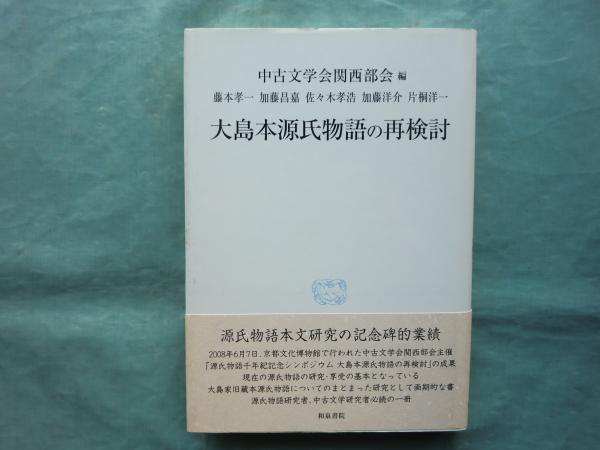 中古文学会関西部会 編
藤本孝一 加藤昌嘉 佐々木孝浩 加藤洋介 片桐洋一
大島本源氏物語の再検討
源氏物語本文研究の記念碑的業績
2008年6月7日、京都文化博物館で行われた中古文学会関西部会主催
「源氏物語千年紀記念シンポジウム 大島本源氏物語の再検討」の成果
現在の源氏物語の研究・享受の基本となっている
大島家旧蔵本源氏物語についてのまとまった研究として画期的な書
源氏物語研究者、中古文学研究者必読の一冊
和泉書院